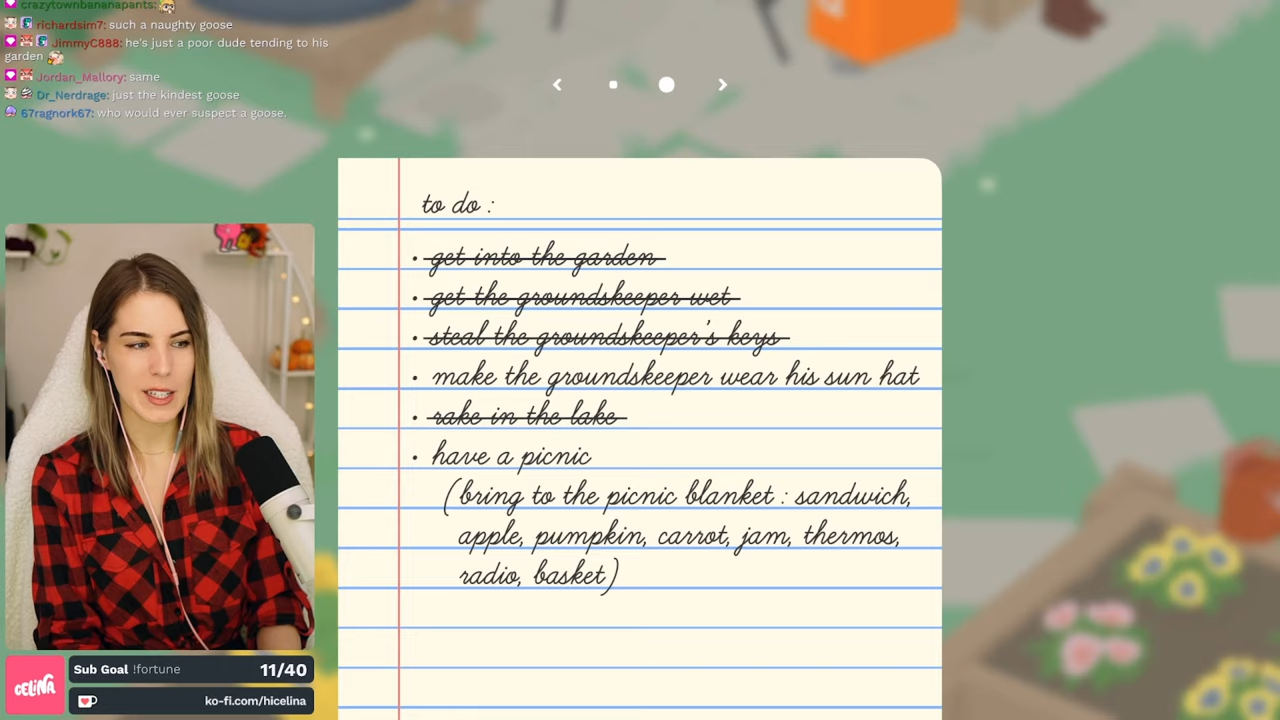 crazytownbananapants:
richardsim7: such a naughty goose
JimmyC888: he's just a poor dude tending to his
garden
Jordan_Mallory: same
Dr_Nerdrage: just the kindest goose
67ragnork67: who would ever suspect a goose.
to do :
• get into the garden
• get the groundskeeper wet
• steal the groundskeeper's keys
• make the groundskeeper wear his sun hat
• rake in the lake
• have a picnic
(bring to the picnic blanket : sandwich,
apple, pumpkin, carrot, jam, thermos,
radio, basket)
CELINA
Sub Goal !fortune 11/40
ko-fi.com/hicelina